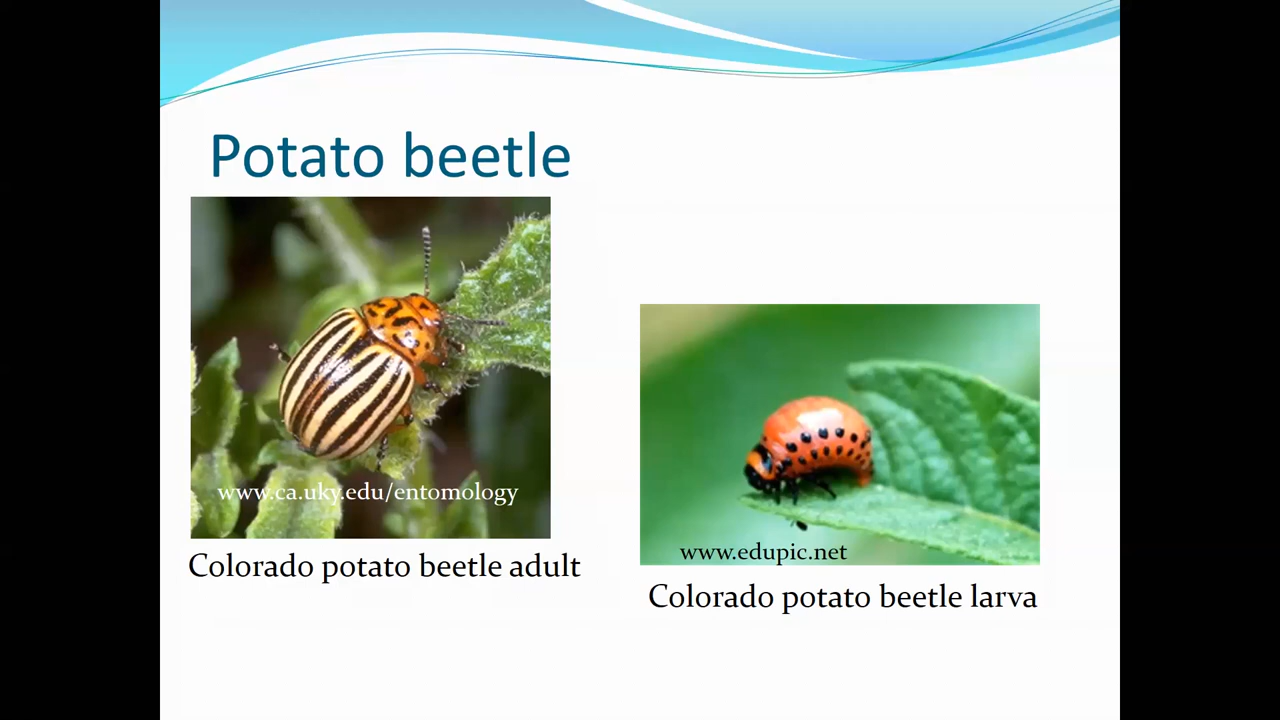 Potato beetle
www.ca.uky.edu/entomology
Colorado potato beetle adult
www.edupic.net
Colorado potato beetle larva